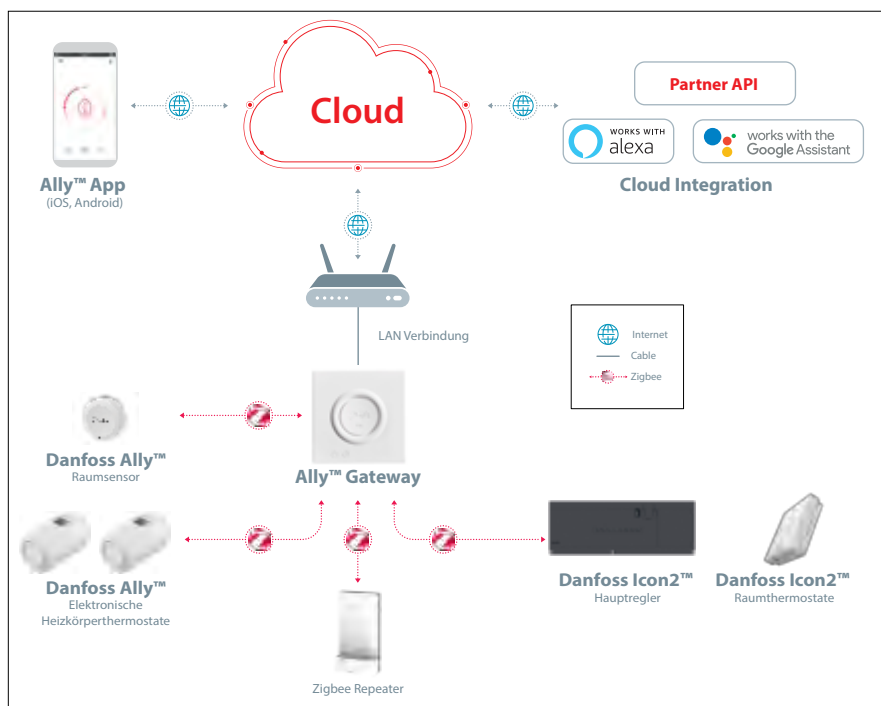 Cloud
Partner API
WORKS WITH
alexa
works with the
Google Assistant
Cloud Integration
Ally™ App
(iOS, Android)
LAN Verbindung
Internet
Cable
Zigbee
Ally™ Gateway
Danfoss Ally™
Raumsensor
Danfoss Ally™
Elektronische
Heizkörperthermostate
Zigbee Repeater
Danfoss Icon2™
Hauptregler
Danfoss Icon2™
Raumthermostate